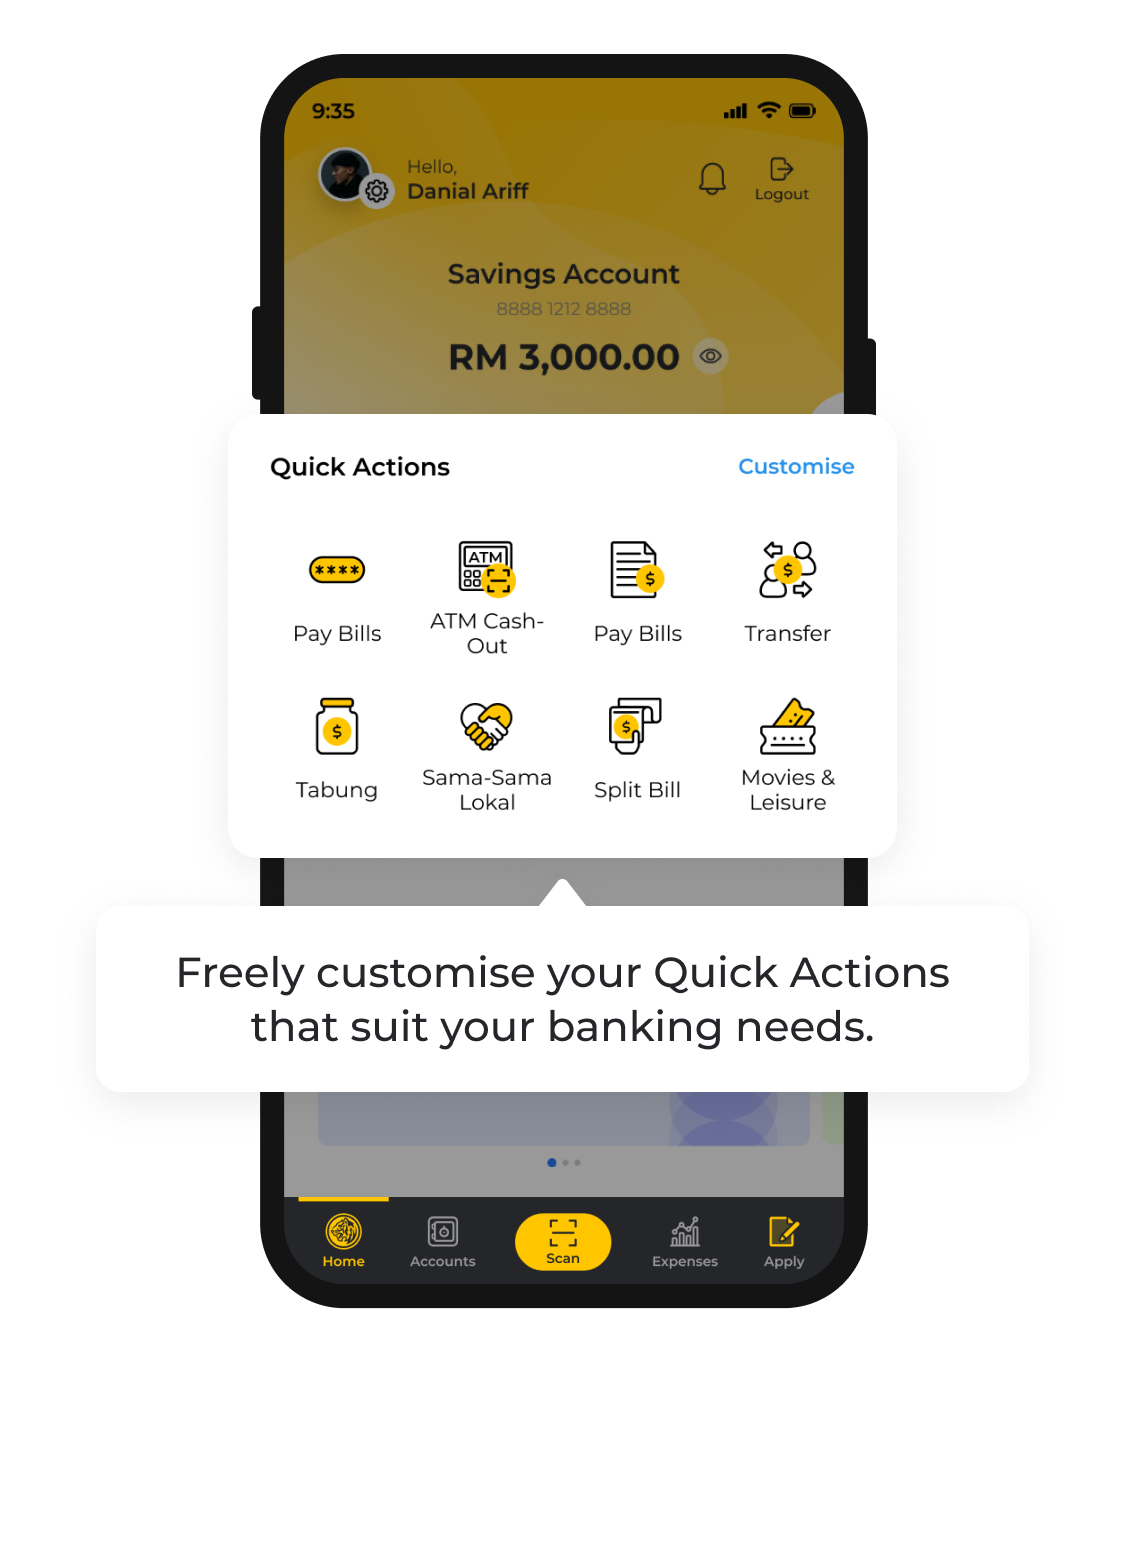 9:35
Hello,
Danial Ariff
Logout
Savings Account
8888 1212 8888
RM 3,000.00
Quick Actions
Customise
****
ATM
$
$
Pay Bills
ATM Cash-
Out
Pay Bills
Transfer
$
$
Tabung
Sama-Sama
Lokal
Split Bill
Movies &
Leisure
Freely customise your Quick Actions
that suit your banking needs.
Home
Accounts
Scan
Expenses
Apply